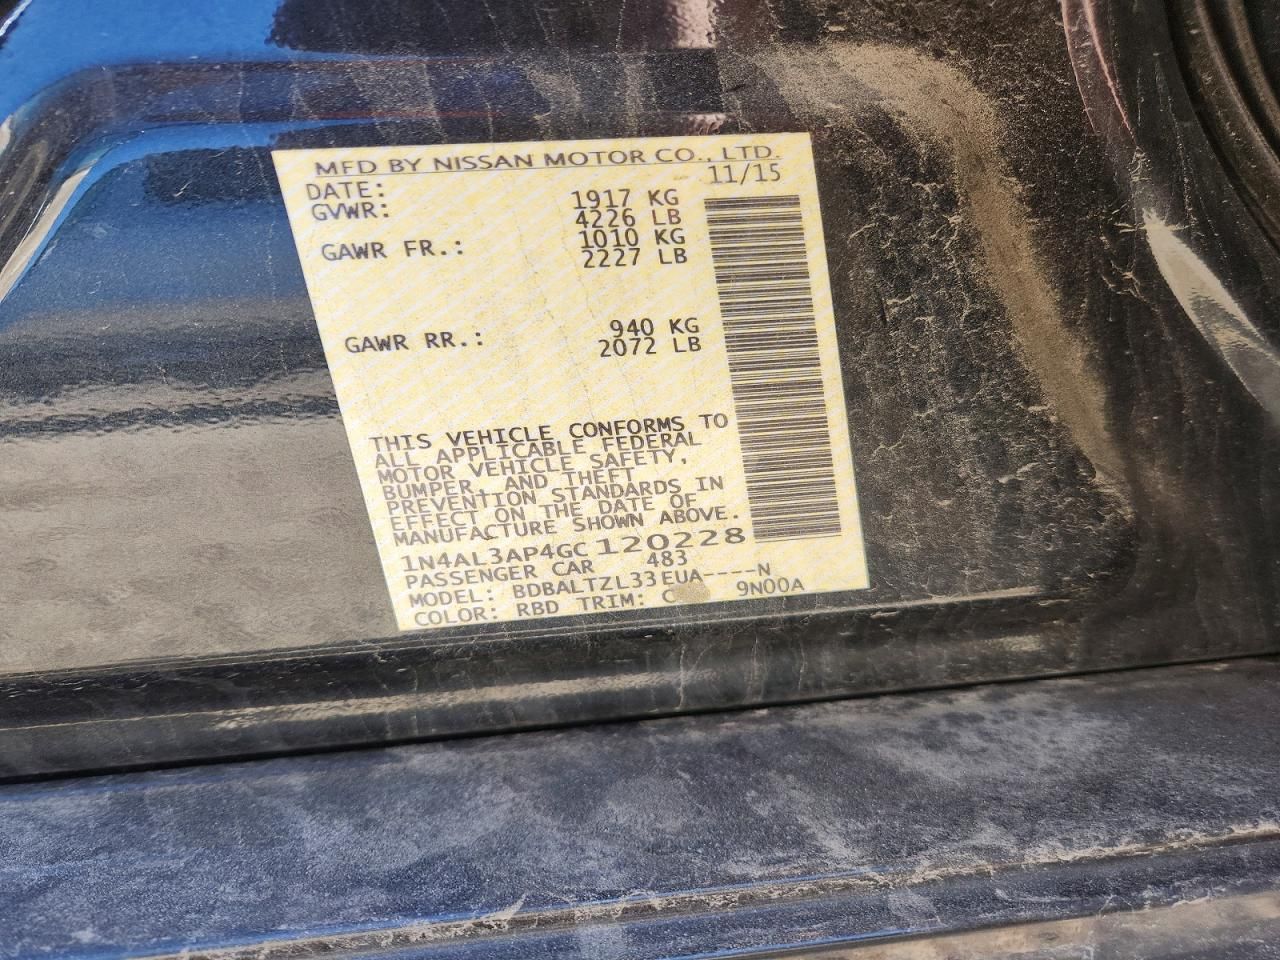 MFD BY NISSAN MOTOR CO., LTD.
DATE: 11/15
GVWR: 1917 KG
4226 LB
GAWR FR.: 1010 KG
2227 LB
GAWR RR.: 940 KG
2072 LB
THIS VEHICLE CONFORMS TO
ALL APPLICABLE FEDERAL
MOTOR VEHICLE SAFETY,
BUMPER, AND THEFT
PREVENTION STANDARDS IN
EFFECT ON THE DATE OF
MANUFACTURE SHOWN ABOVE.
1N4AL3AP4GC120228
PASSENGER CAR 483
MODEL: BDBALTZL33EUA----N
COLOR: RBD TRIM: 9N00A